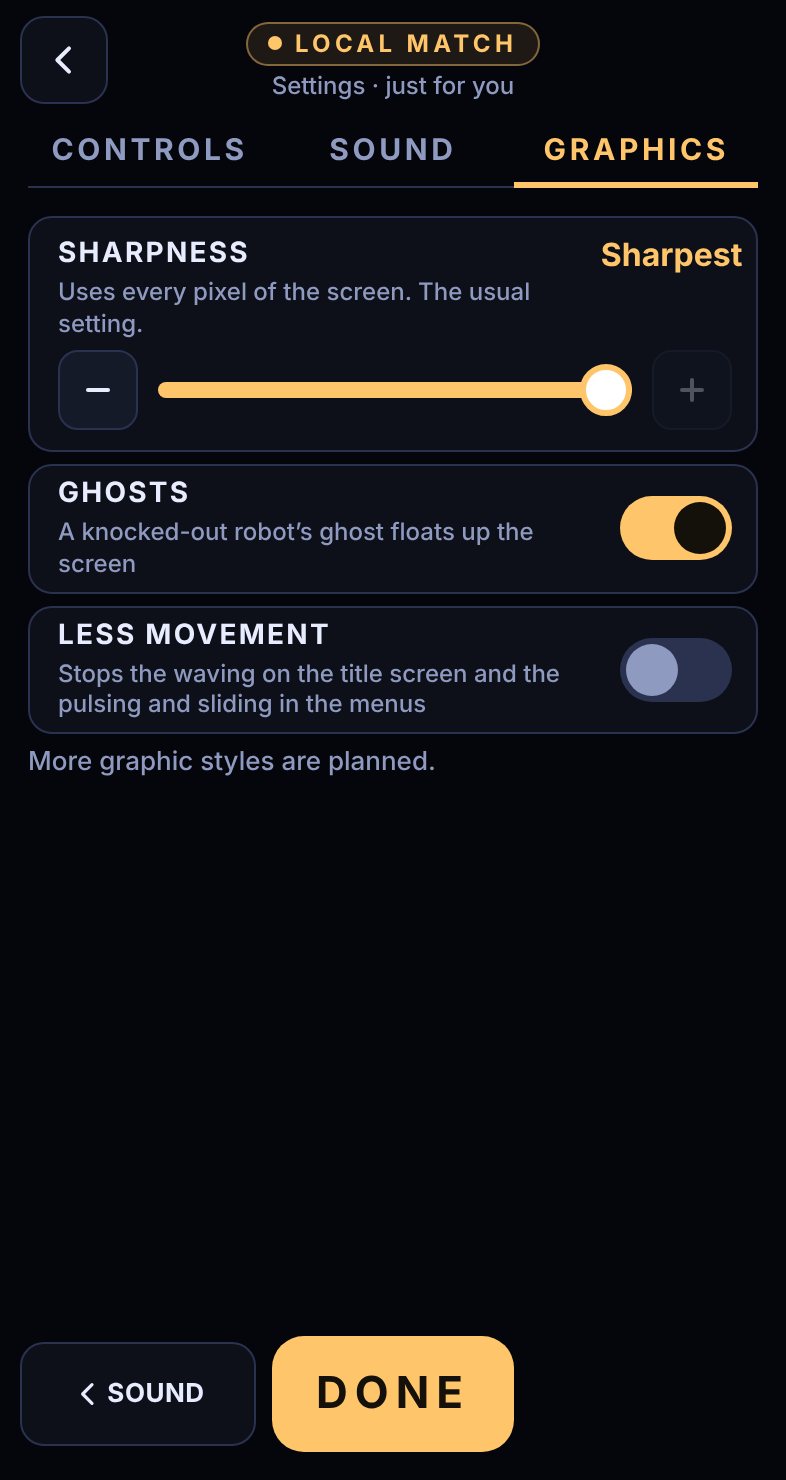 LOCAL MATCH
Settings · just for you
CONTROLS
SOUND
GRAPHICS
SHARPNESS
Sharpest
Uses every pixel of the screen. The usual
setting.
GHOSTS
A knocked-out robot’s ghost floats up the
screen
LESS MOVEMENT
Stops the waving on the title screen and the
pulsing and sliding in the menus
More graphic styles are planned.
SOUND
DONE